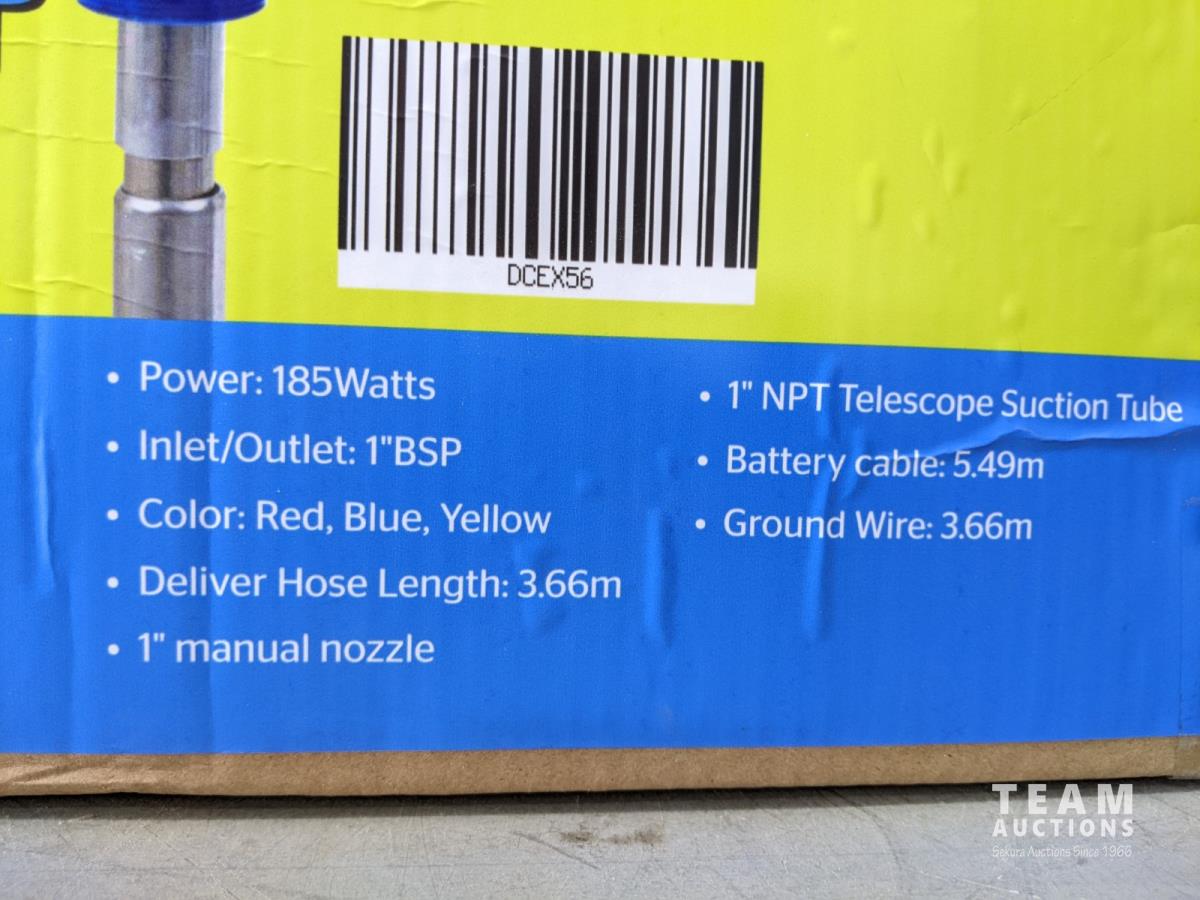 DCEX56
• Power: 185Watts
• Inlet/Outlet: 1"BSP
• Color: Red, Blue, Yellow
• Deliver Hose Length: 3.66m
• 1" manual nozzle
• 1" NPT Telescope Suction Tube
• Battery cable: 5.49m
• Ground Wire: 3.66m
TEAM
AUCTIONS
Sekura Auctions Since 1966